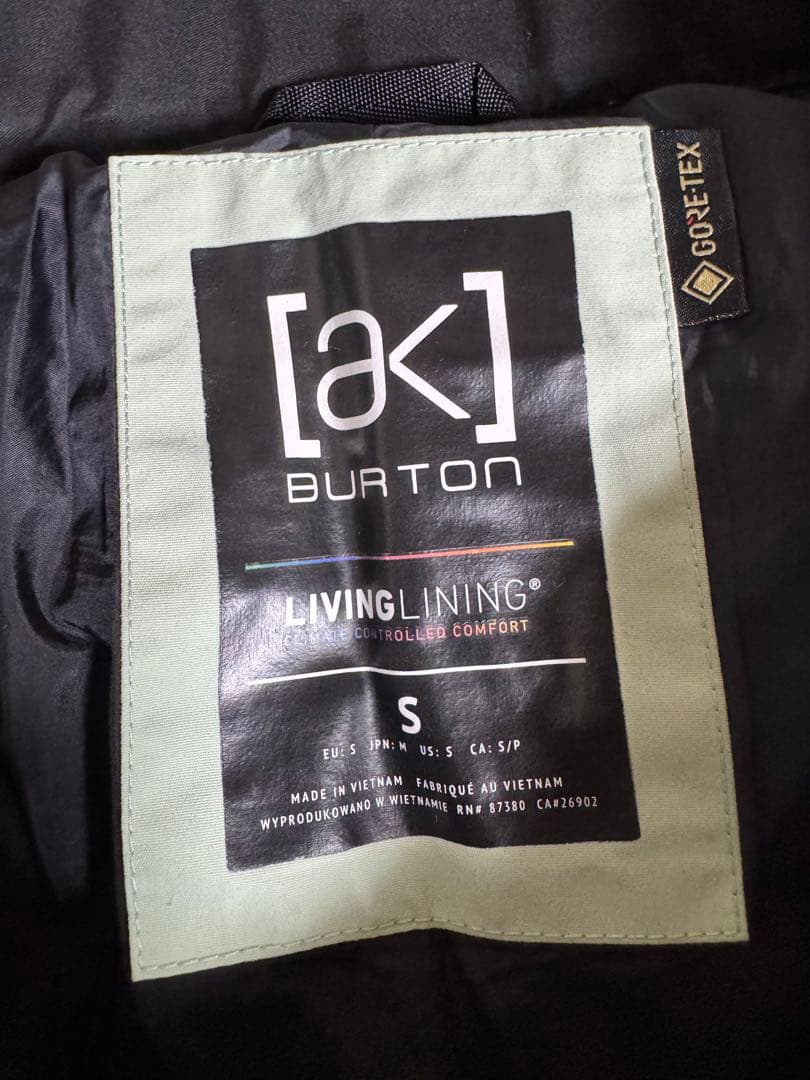 GORE-TEX
[ak]
BURTON
LIVINGLINING®
CLIMATE CONTROLLED COMFORT
S
EU: S JPN: M US: S CA: S/P
MADE IN VIETNAM FABRIQUÉ AU VIETNAM
WYPRODUKOWANO W WIETNAMIE RN# 87380 CA#26902